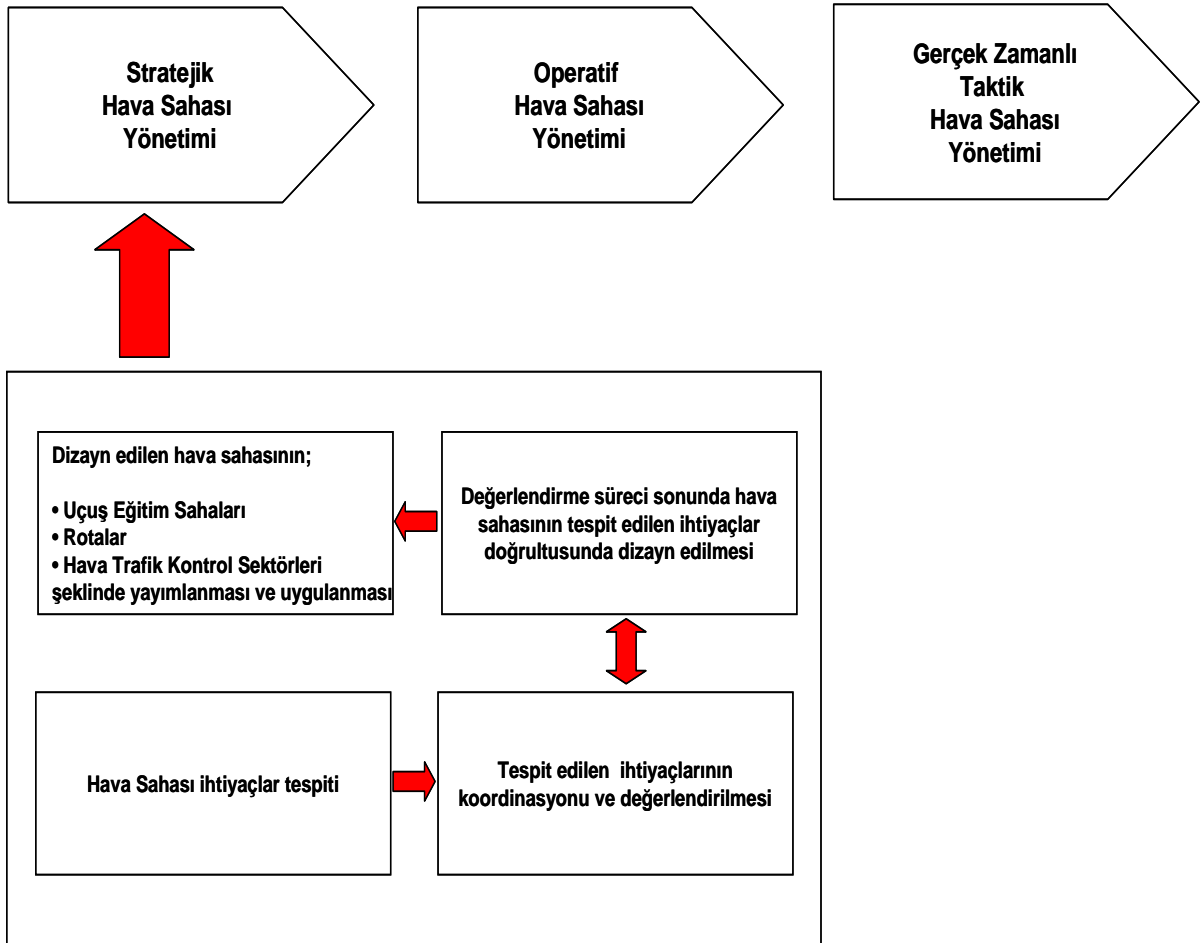 Stratejik
Hava Sahası
Yönetimi
Operatif
Hava Sahası
Yönetimi
Gerçek Zamanlı
Taktik
Hava Sahası
Yönetimi
Dizayn edilen hava sahasının;
• Uçuş Eğitim Sahaları
• Rotalar
• Hava Trafik Kontrol Sektörleri
şeklinde yayımlanması ve uygulanması
Değerlendirme süreci sonunda hava
sahasının tespit edilen ihtiyaçlar
doğrultusunda dizayn edilmesi
Hava Sahası ihtiyaçlar tespiti
Tespit edilen ihtiyaçlarının
koordinasyonu ve değerlendirilmesi